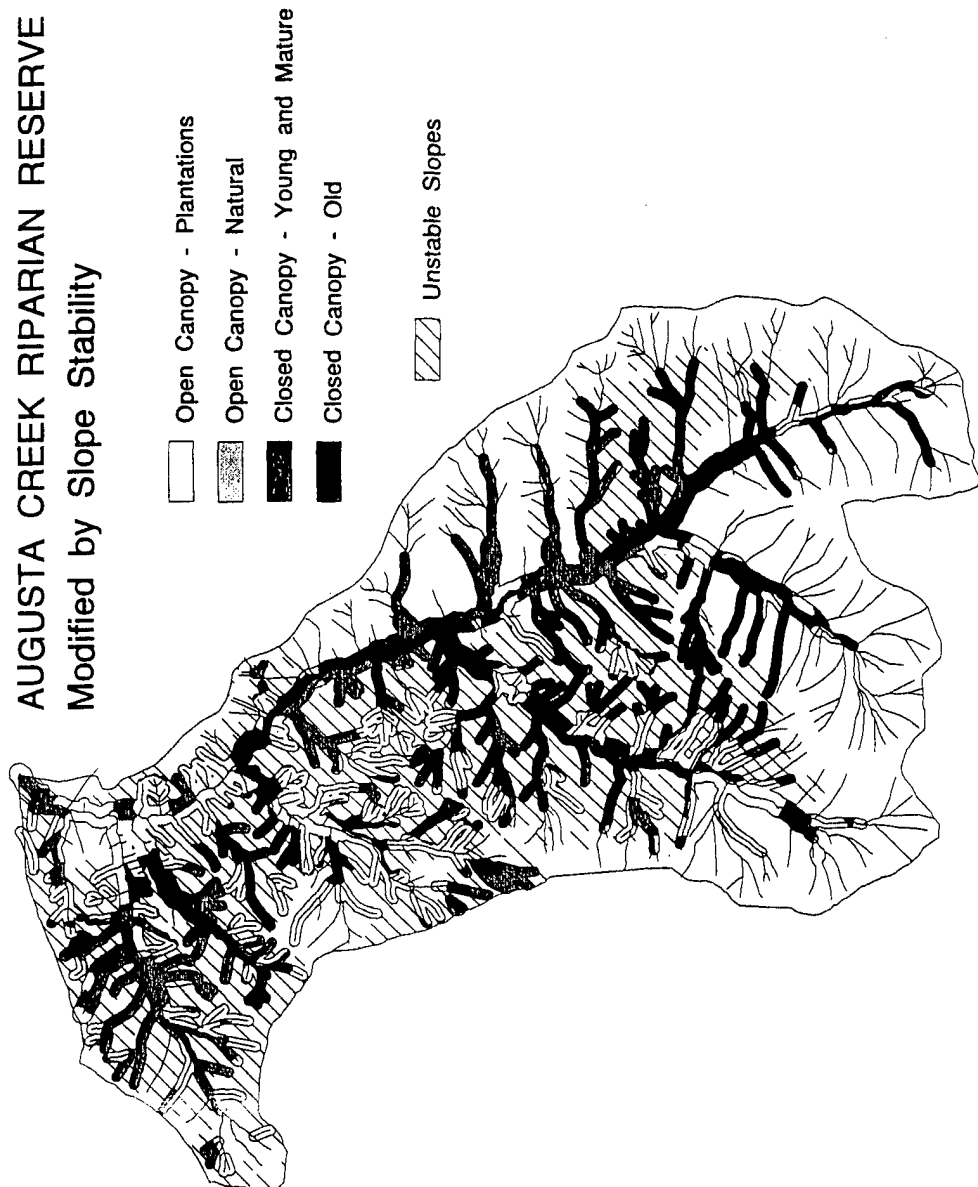 AUGUSTA CREEK RIPARIAN RESERVE
Modified by Slope Stability
Open Canopy - Plantations
Open Canopy - Natural
Closed Canopy - Young and Mature
Closed Canopy - Old
Unstable Slopes